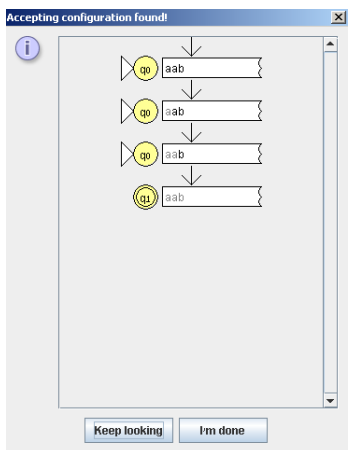 Accepting configuration found!
i
q0 aab
q0 aab
q0 aab
q1 aab
Keep looking I'm done